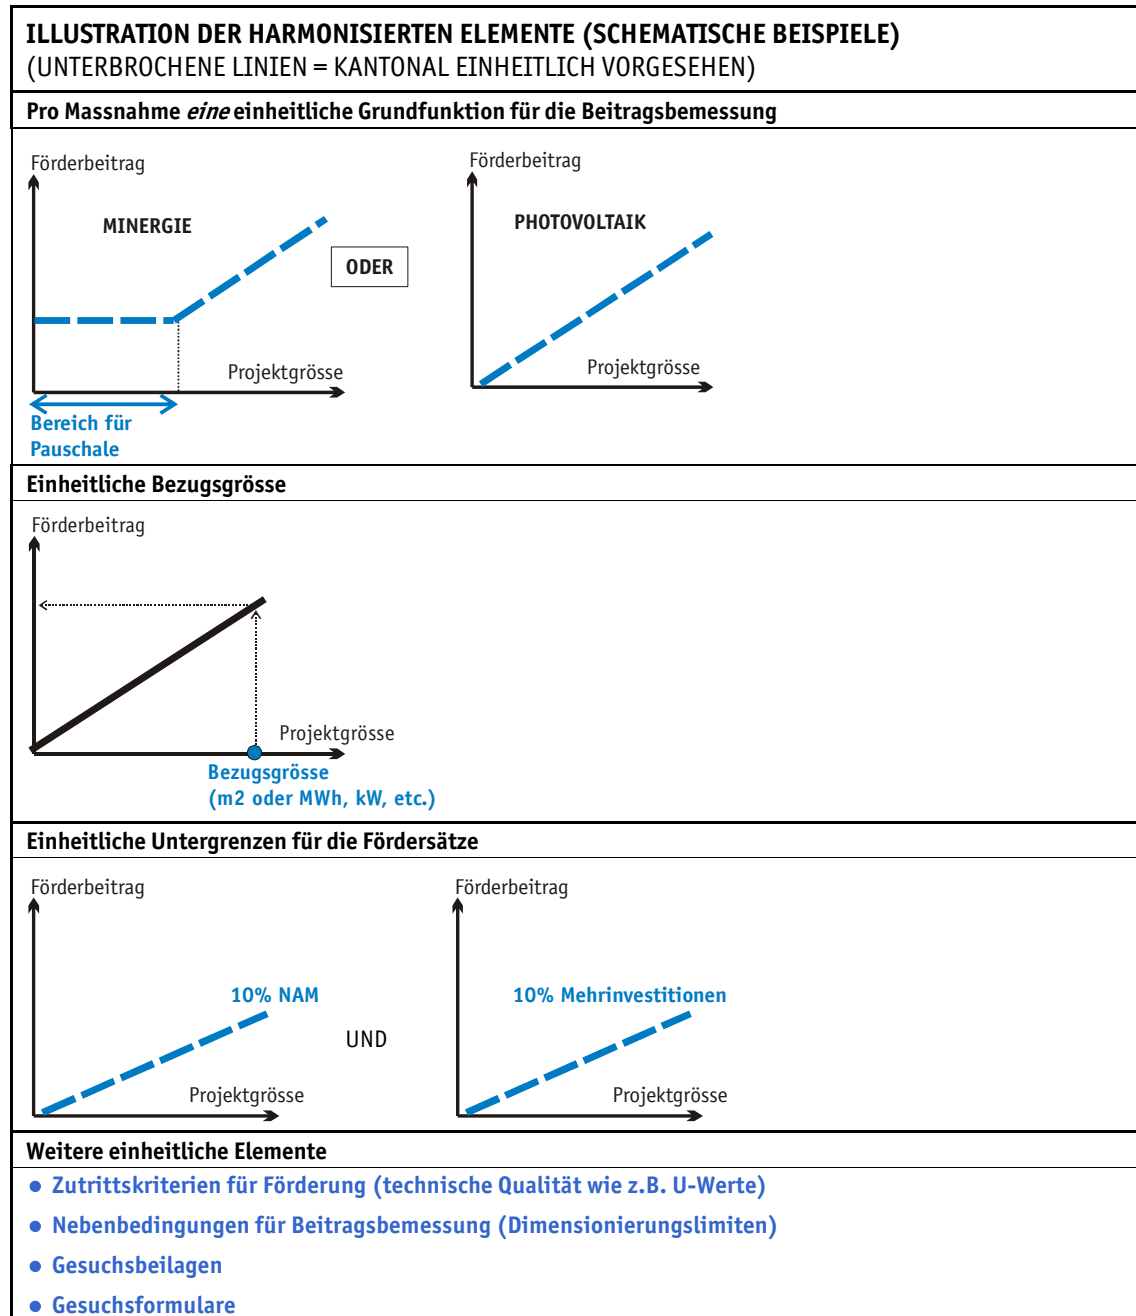 ILLUSTRATION DER HARMONISIERTEN ELEMENTE (SCHEMATISCHE BEISPIELE)
(UNTERBROCHENE LINIEN = KANTONAL EINHEITLICH VORGESEHEN)
Pro Massnahme eine einheitliche Grundfunktion für die Beitragsbemessung
Förderbeitrag
MINERGIE
Projektgrösse
Bereich für
Pauschale
ODER
Förderbeitrag
PHOTOVOLTAIK
Projektgrösse
Einheitliche Bezugsgrösse
Förderbeitrag
Projektgrösse
Bezugsgrösse
(m2 oder MWh, kW, etc.)
Einheitliche Untergrenzen für die Fördersätze
Förderbeitrag
10% NAM
Projektgrösse
UND
Förderbeitrag
10% Mehrinvestitionen
Projektgrösse
Weitere einheitliche Elemente
• Zutrittskriterien für Förderung (technische Qualität wie z.B. U-Werte)
• Nebenbedingungen für Beitragsbemessung (Dimensionierungslimiten)
• Gesuchsbeilagen
• Gesuchsformulare